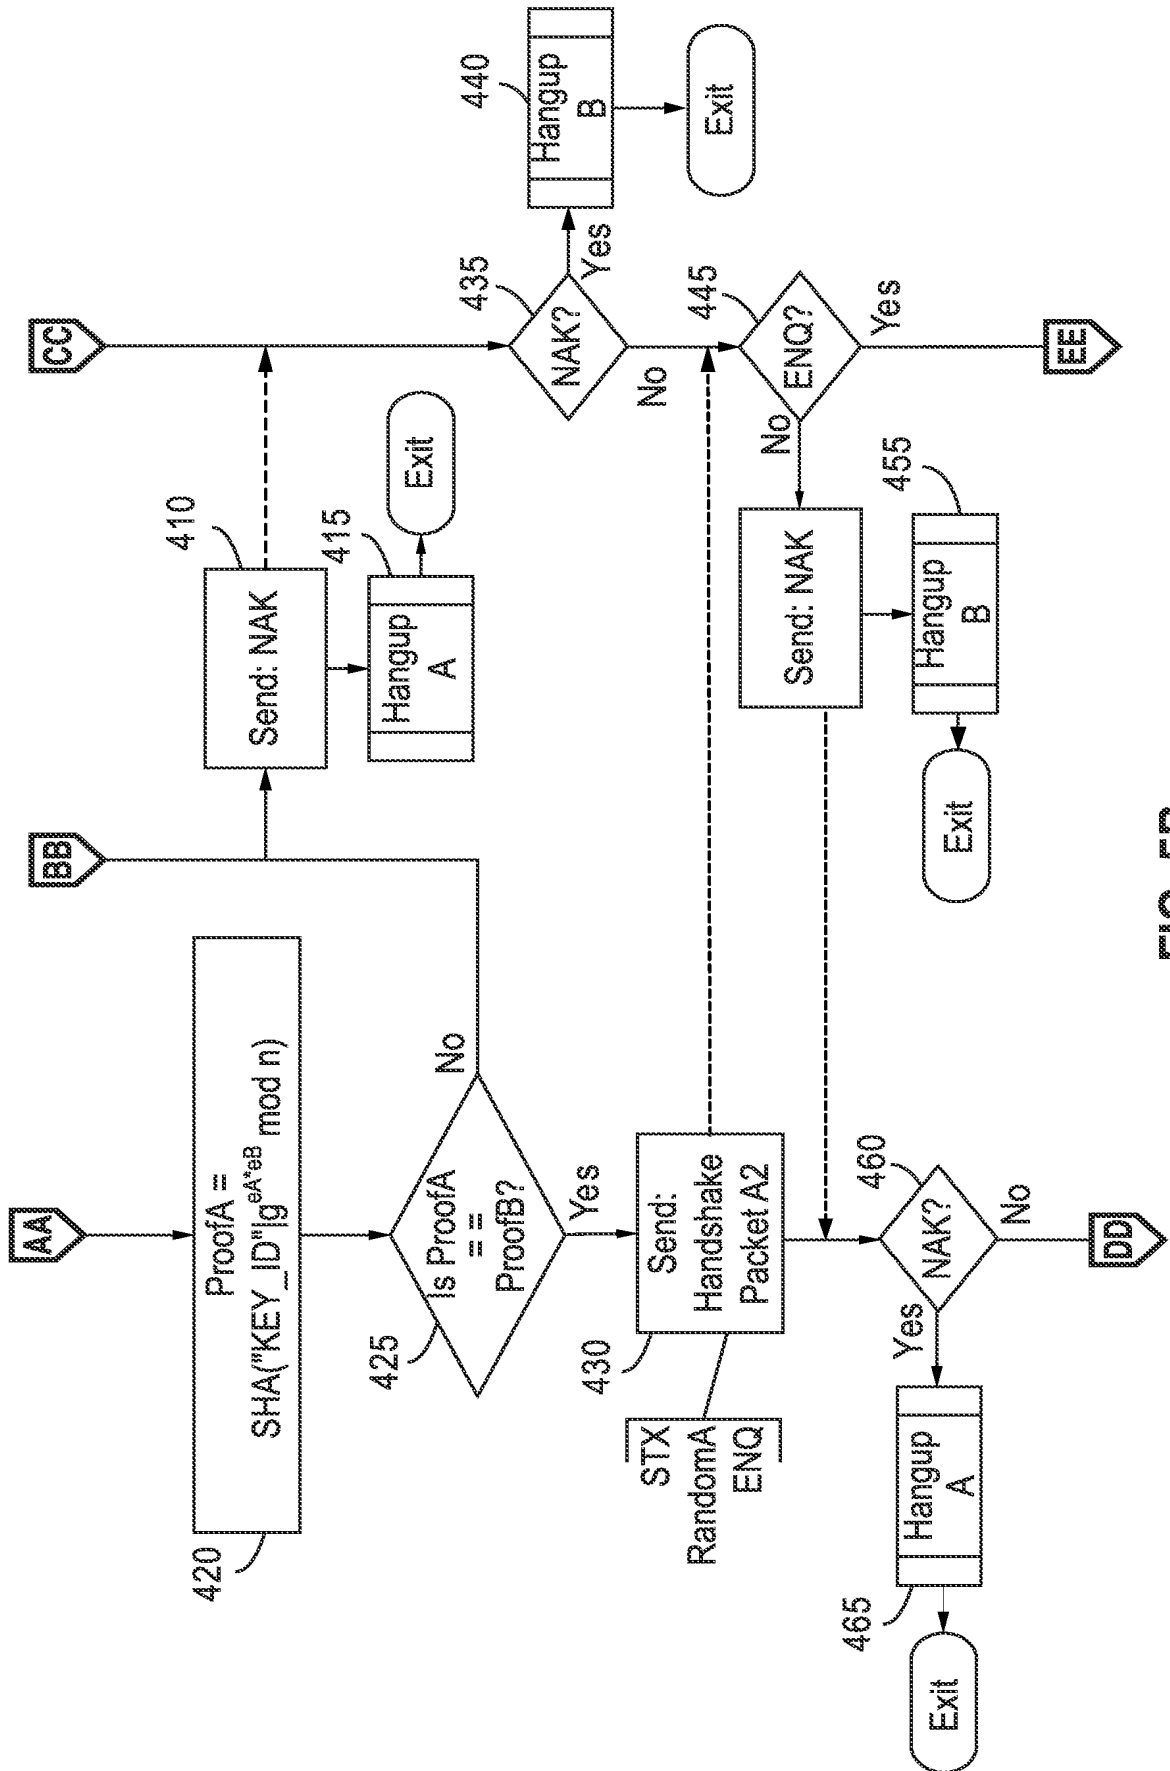 AA
BB
CC
ProofA =
SHA("KEY_ID"|g^eA*eB mod n)
420
Send: NAK
410
Hangup
A
415
Exit
Is ProofA
==
ProofB?
425
No
Yes
NAK?
435
Yes
No
Hangup
B
440
Exit
Send:
Handshake
Packet A2
430
STX
RandomA
ENQ
ENQ?
445
No
Yes
Send: NAK
Hangup
B
455
Exit
NAK?
460
Yes
No
Hangup
A
465
Exit
DD
EE